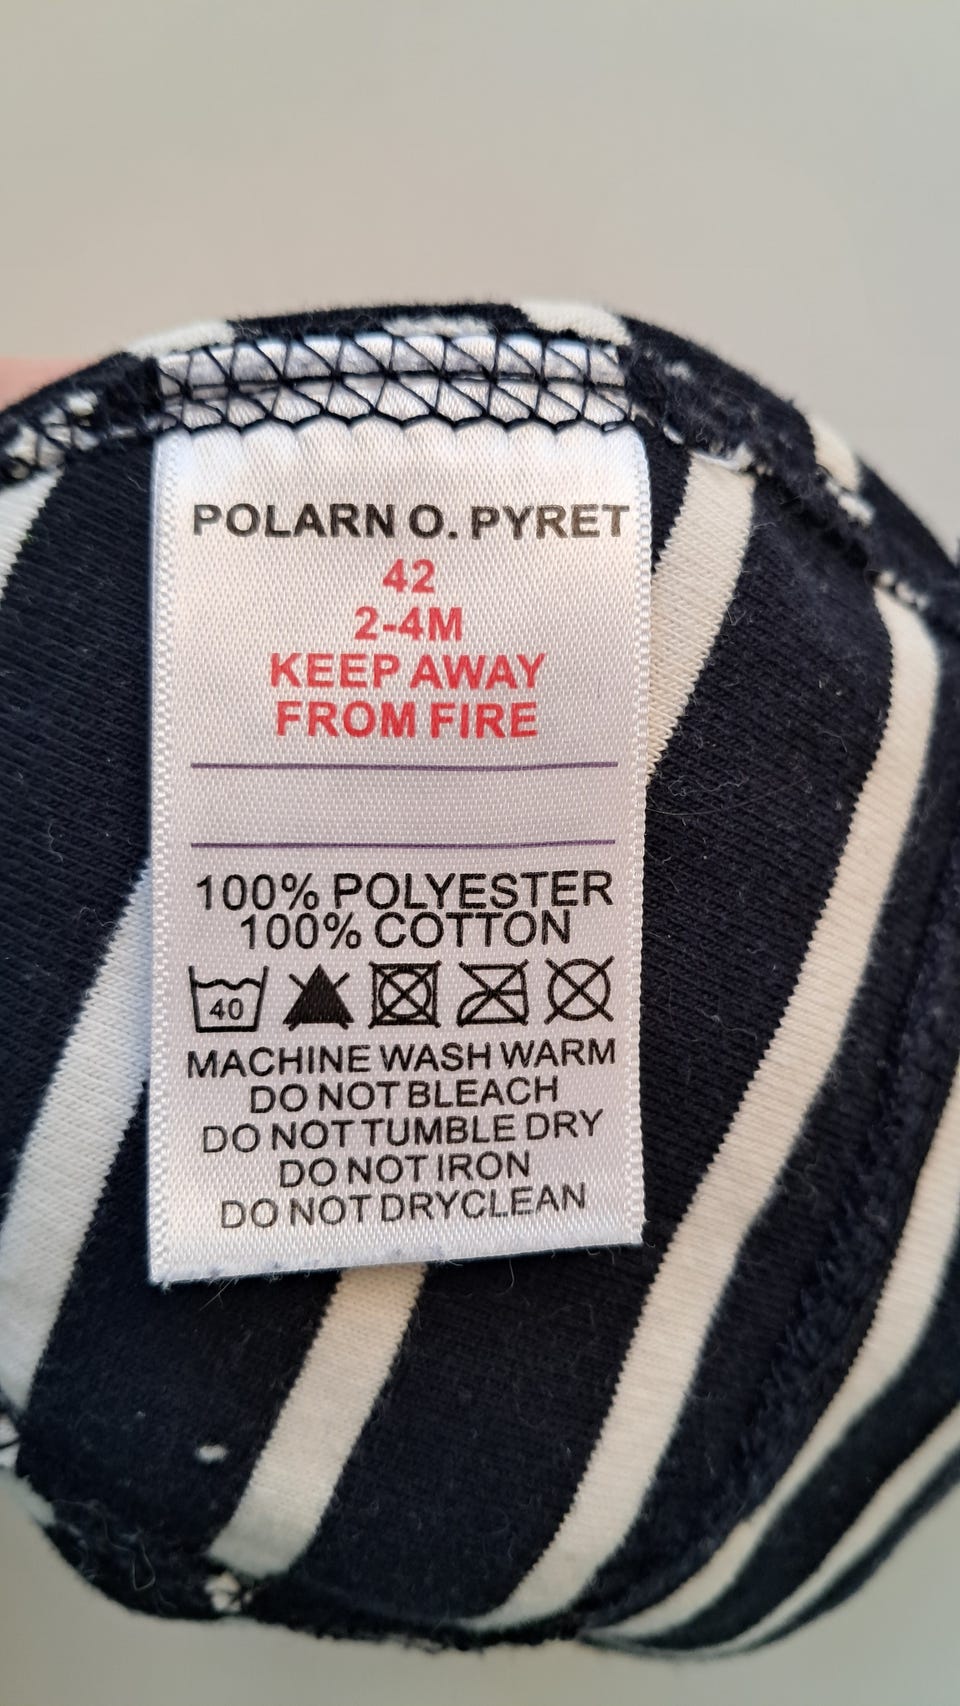 POLARN O. PYRET
42
2-4M
KEEP AWAY
FROM FIRE
100% POLYESTER
100% COTTON
40
MACHINE WASH WARM
DO NOT BLEACH
DO NOT TUMBLE DRY
DO NOT IRON
DO NOT DRYCLEAN